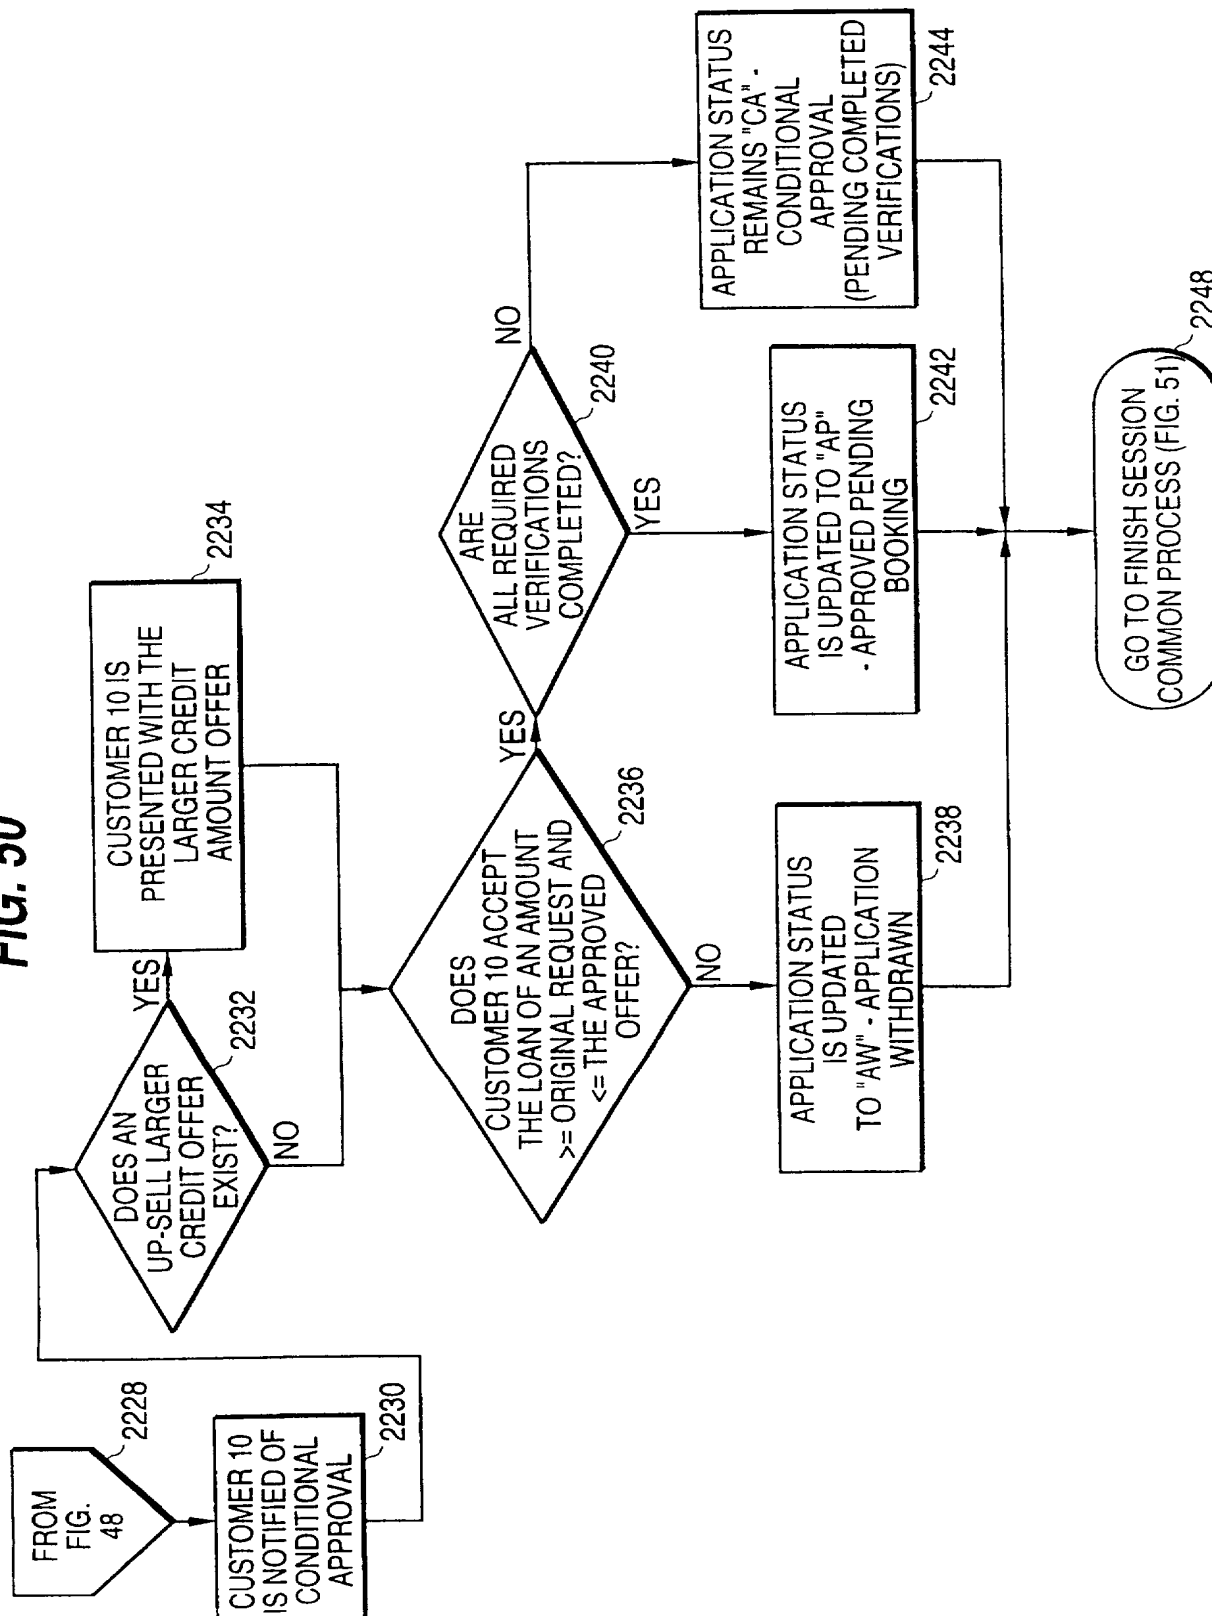 FIG. 50
FROM
FIG.
48
2228
CUSTOMER 10
IS NOTIFIED OF
CONDITIONAL
APPROVAL
2230
DOES AN
UP-SELL LARGER
CREDIT OFFER
EXIST?
2232
YES
NO
CUSTOMER 10 IS
PRESENTED WITH THE
LARGER CREDIT
AMOUNT OFFER
2234
DOES
CUSTOMER 10 ACCEPT
THE LOAN OF AN AMOUNT
>= ORIGINAL REQUEST AND
<= THE APPROVED
OFFER?
2236
YES
NO
APPLICATION STATUS
IS UPDATED
TO "AW" - APPLICATION
WITHDRAWN
2238
ARE
ALL REQUIRED
VERIFICATIONS
COMPLETED?
2240
NO
YES
APPLICATION STATUS
IS UPDATED TO "AP"
- APPROVED PENDING
BOOKING
2242
APPLICATION STATUS
REMAINS "CA" -
CONDITIONAL
APPROVAL
(PENDING COMPLETED
VERIFICATIONS)
2244
GO TO FINISH SESSION
COMMON PROCESS (FIG. 51)
2248